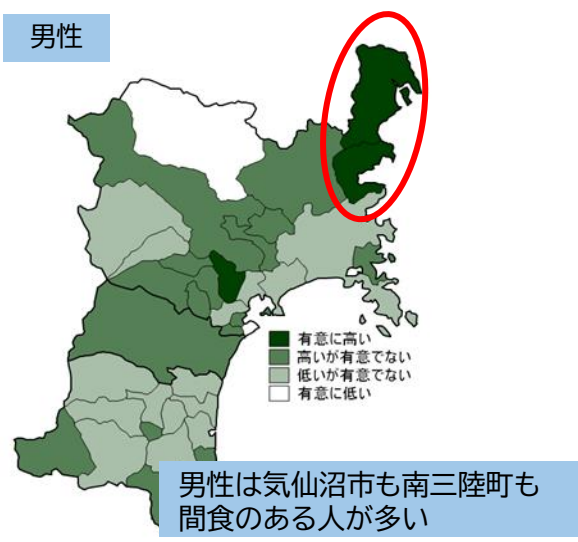 男性
有意に高い
高いが有意でない
低いが有意でない
有意に低い
男性は気仙沼市も南三陸町も
間食のある人が多い